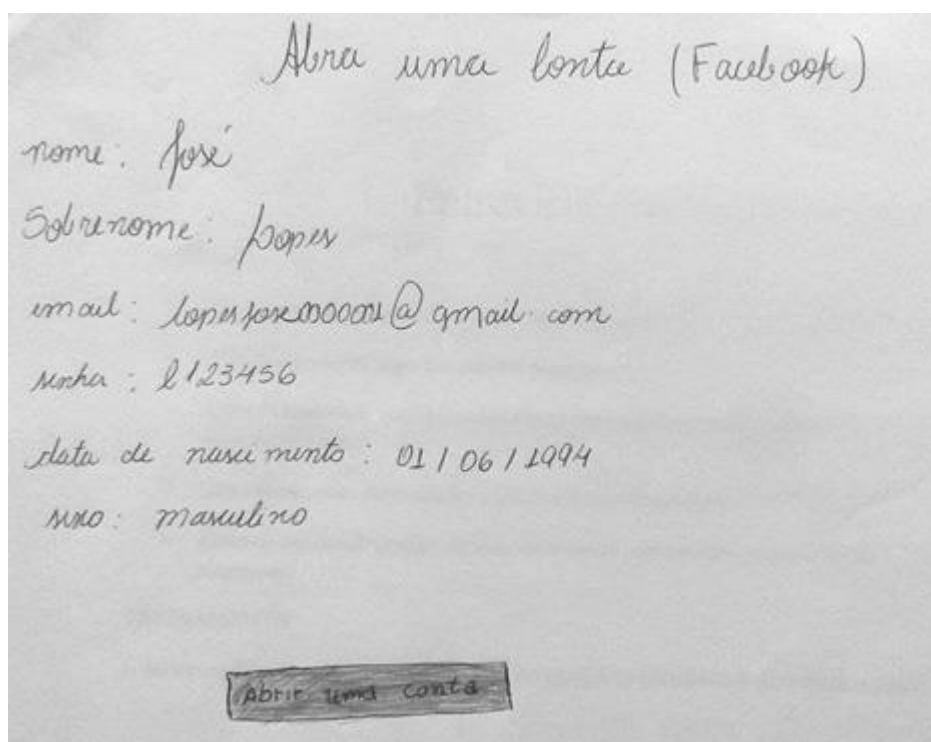 Abra uma Conta (Facebook)
nome: José
Sobrenome: Lopes
email: @gmail.com
senha: l123456
data de nascimento: 01/06/1994
sexo: masculino
Abrir uma conta